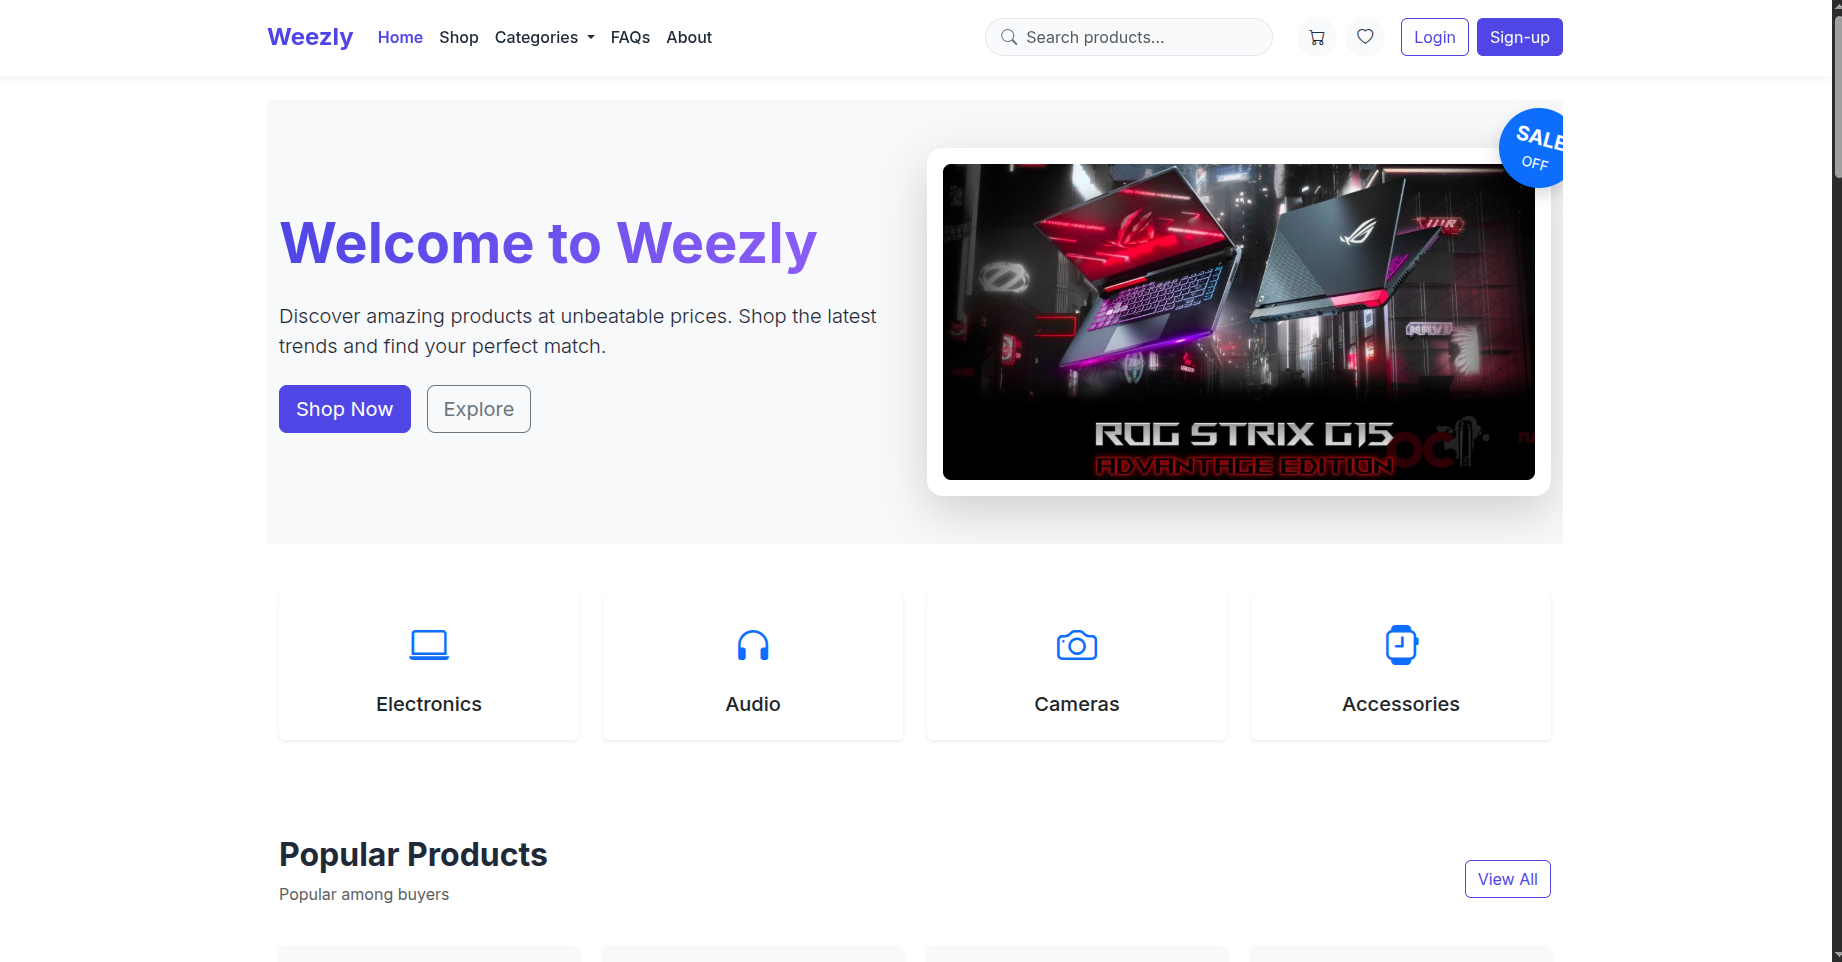 Weezly
Home
Shop
Categories
FAQs
About
Search products...
Login
Sign-up
SALE
OFF
Welcome to Weezly
Discover amazing products at unbeatable prices. Shop the latest
trends and find your perfect match.
Shop Now
Explore
ROG STRIX G15
ADVANTAGE EDITION
Electronics
Audio
Cameras
Accessories
Popular Products
Popular among buyers
View All